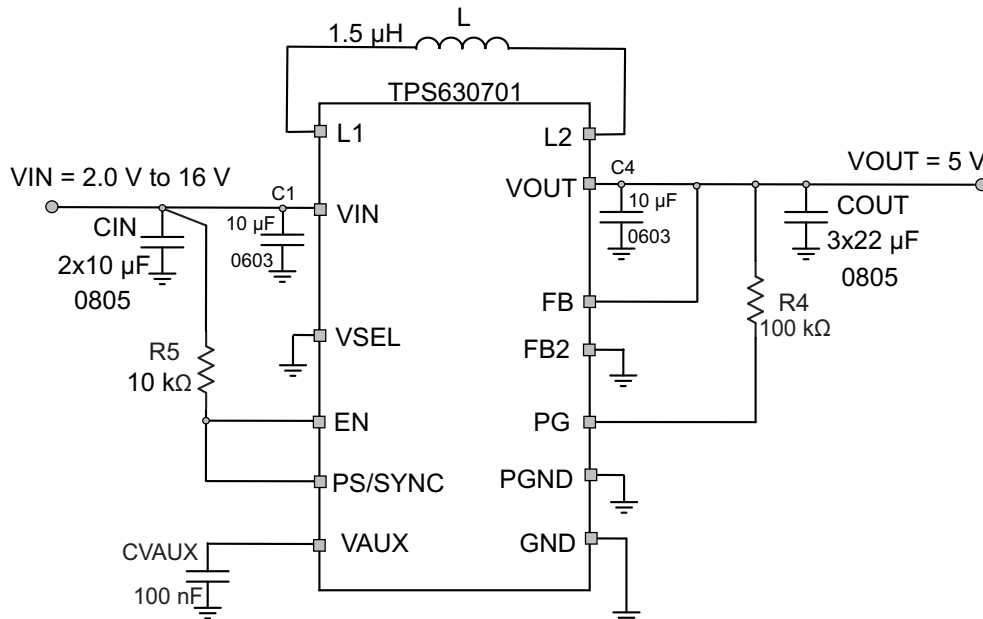 L
1.5 µH
TPS630701
L1
L2
VIN = 2.0 V to 16 V
VOUT = 5 V
C1
C4
VIN
VOUT
CIN
10 µF
10 µF
COUT
2x10 µF
0603
0603
3x22 µF
0805
0805
FB
R4
100 kΩ
VSEL
FB2
R5
10 kΩ
EN
PG
PS/SYNC
PGND
CVAUX
VAUX
GND
100 nF